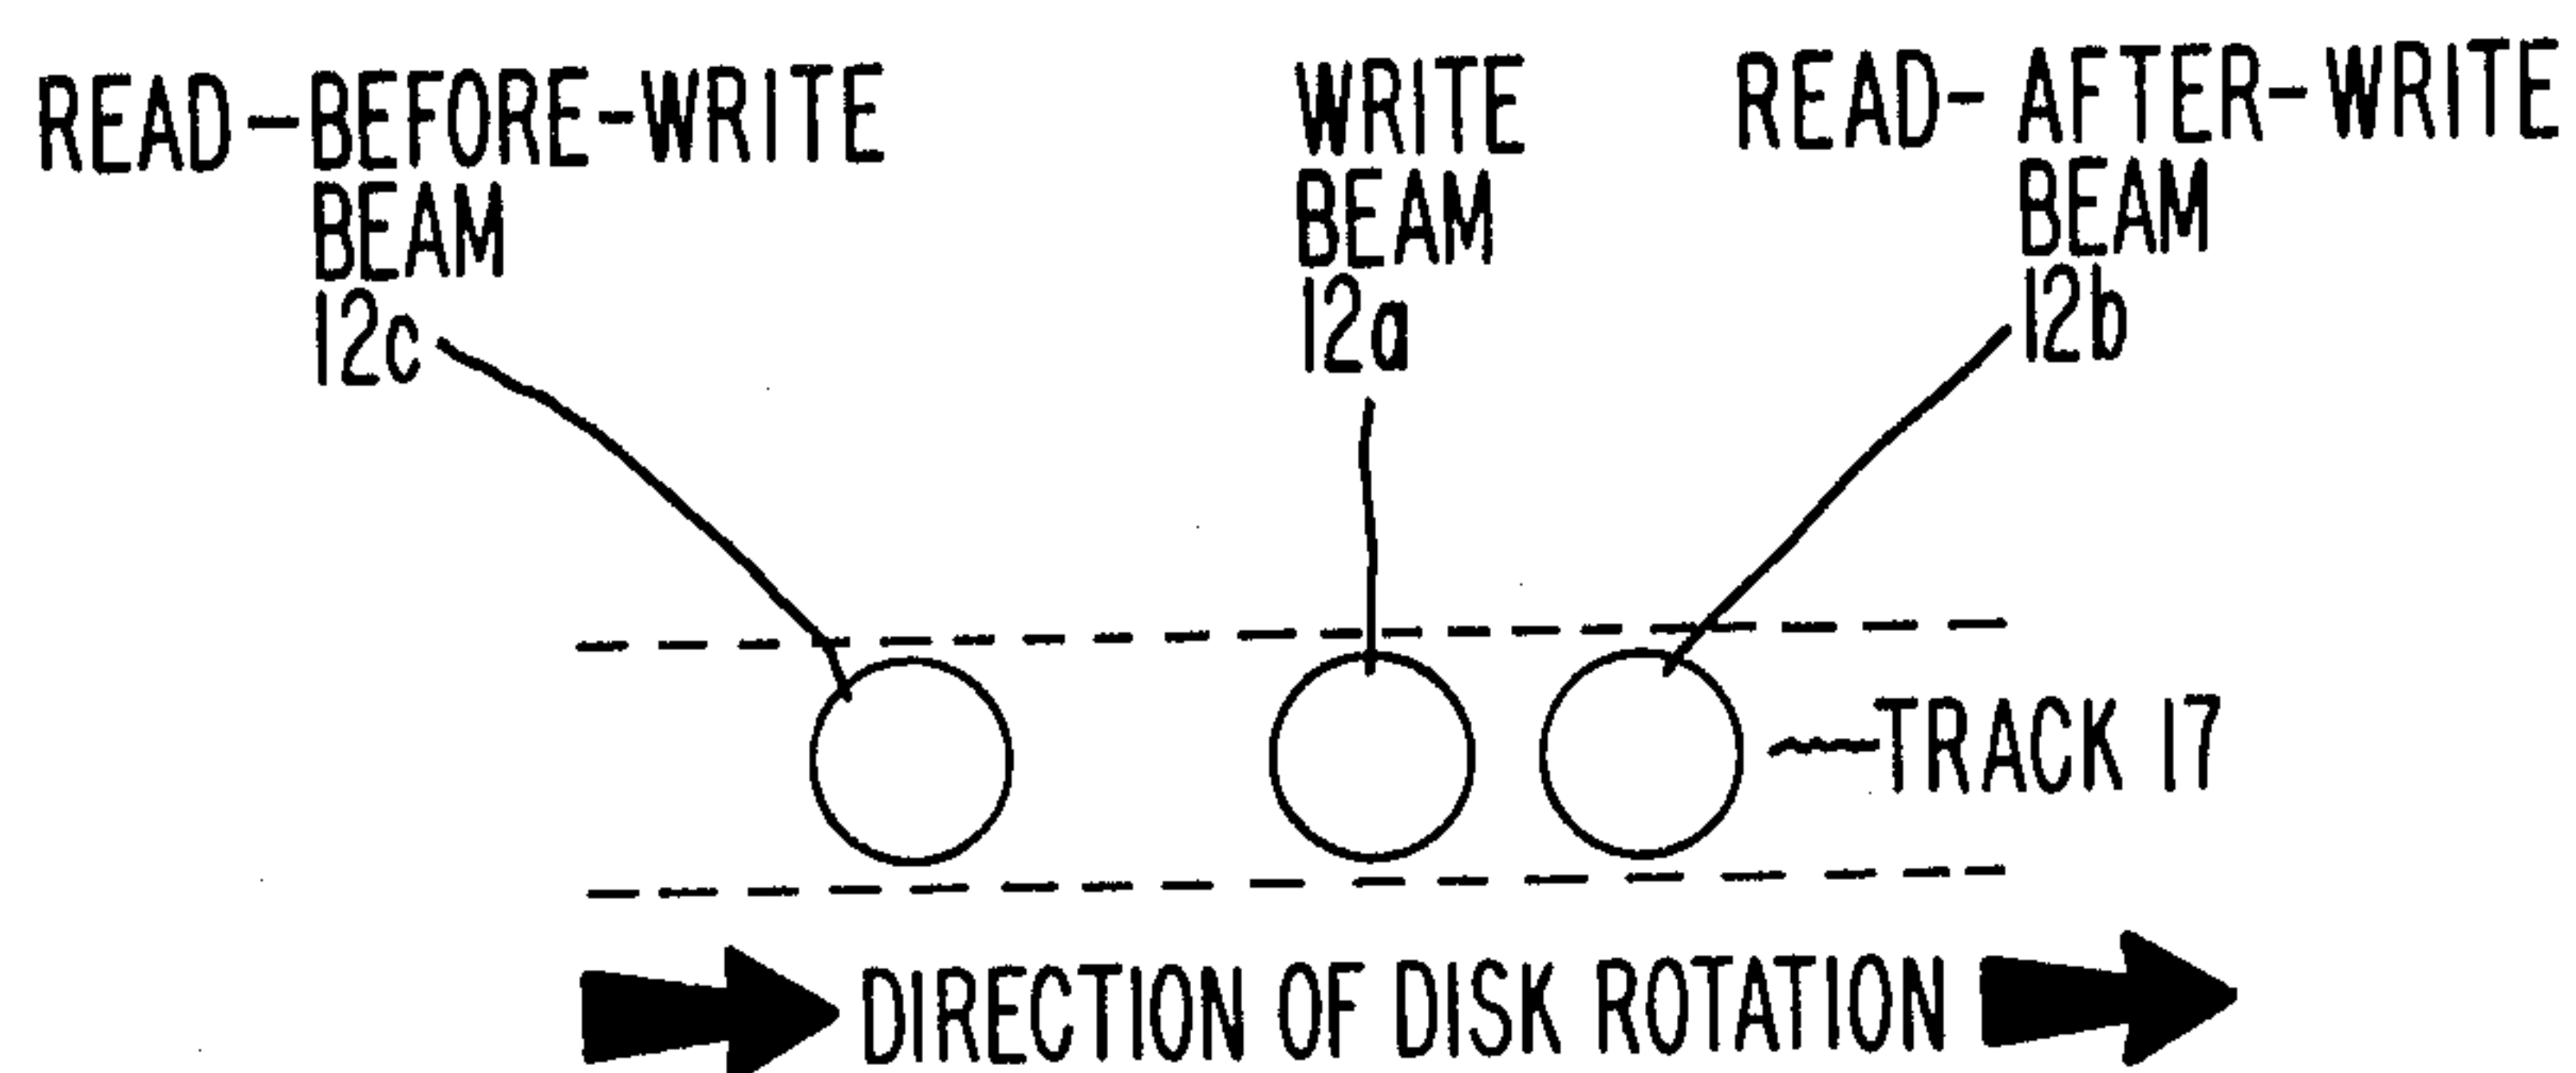 READ-BEFORE-WRITE
BEAM
12c
WRITE
BEAM
12a
READ-AFTER-WRITE
BEAM
12b
TRACK 17
DIRECTION OF DISK ROTATION